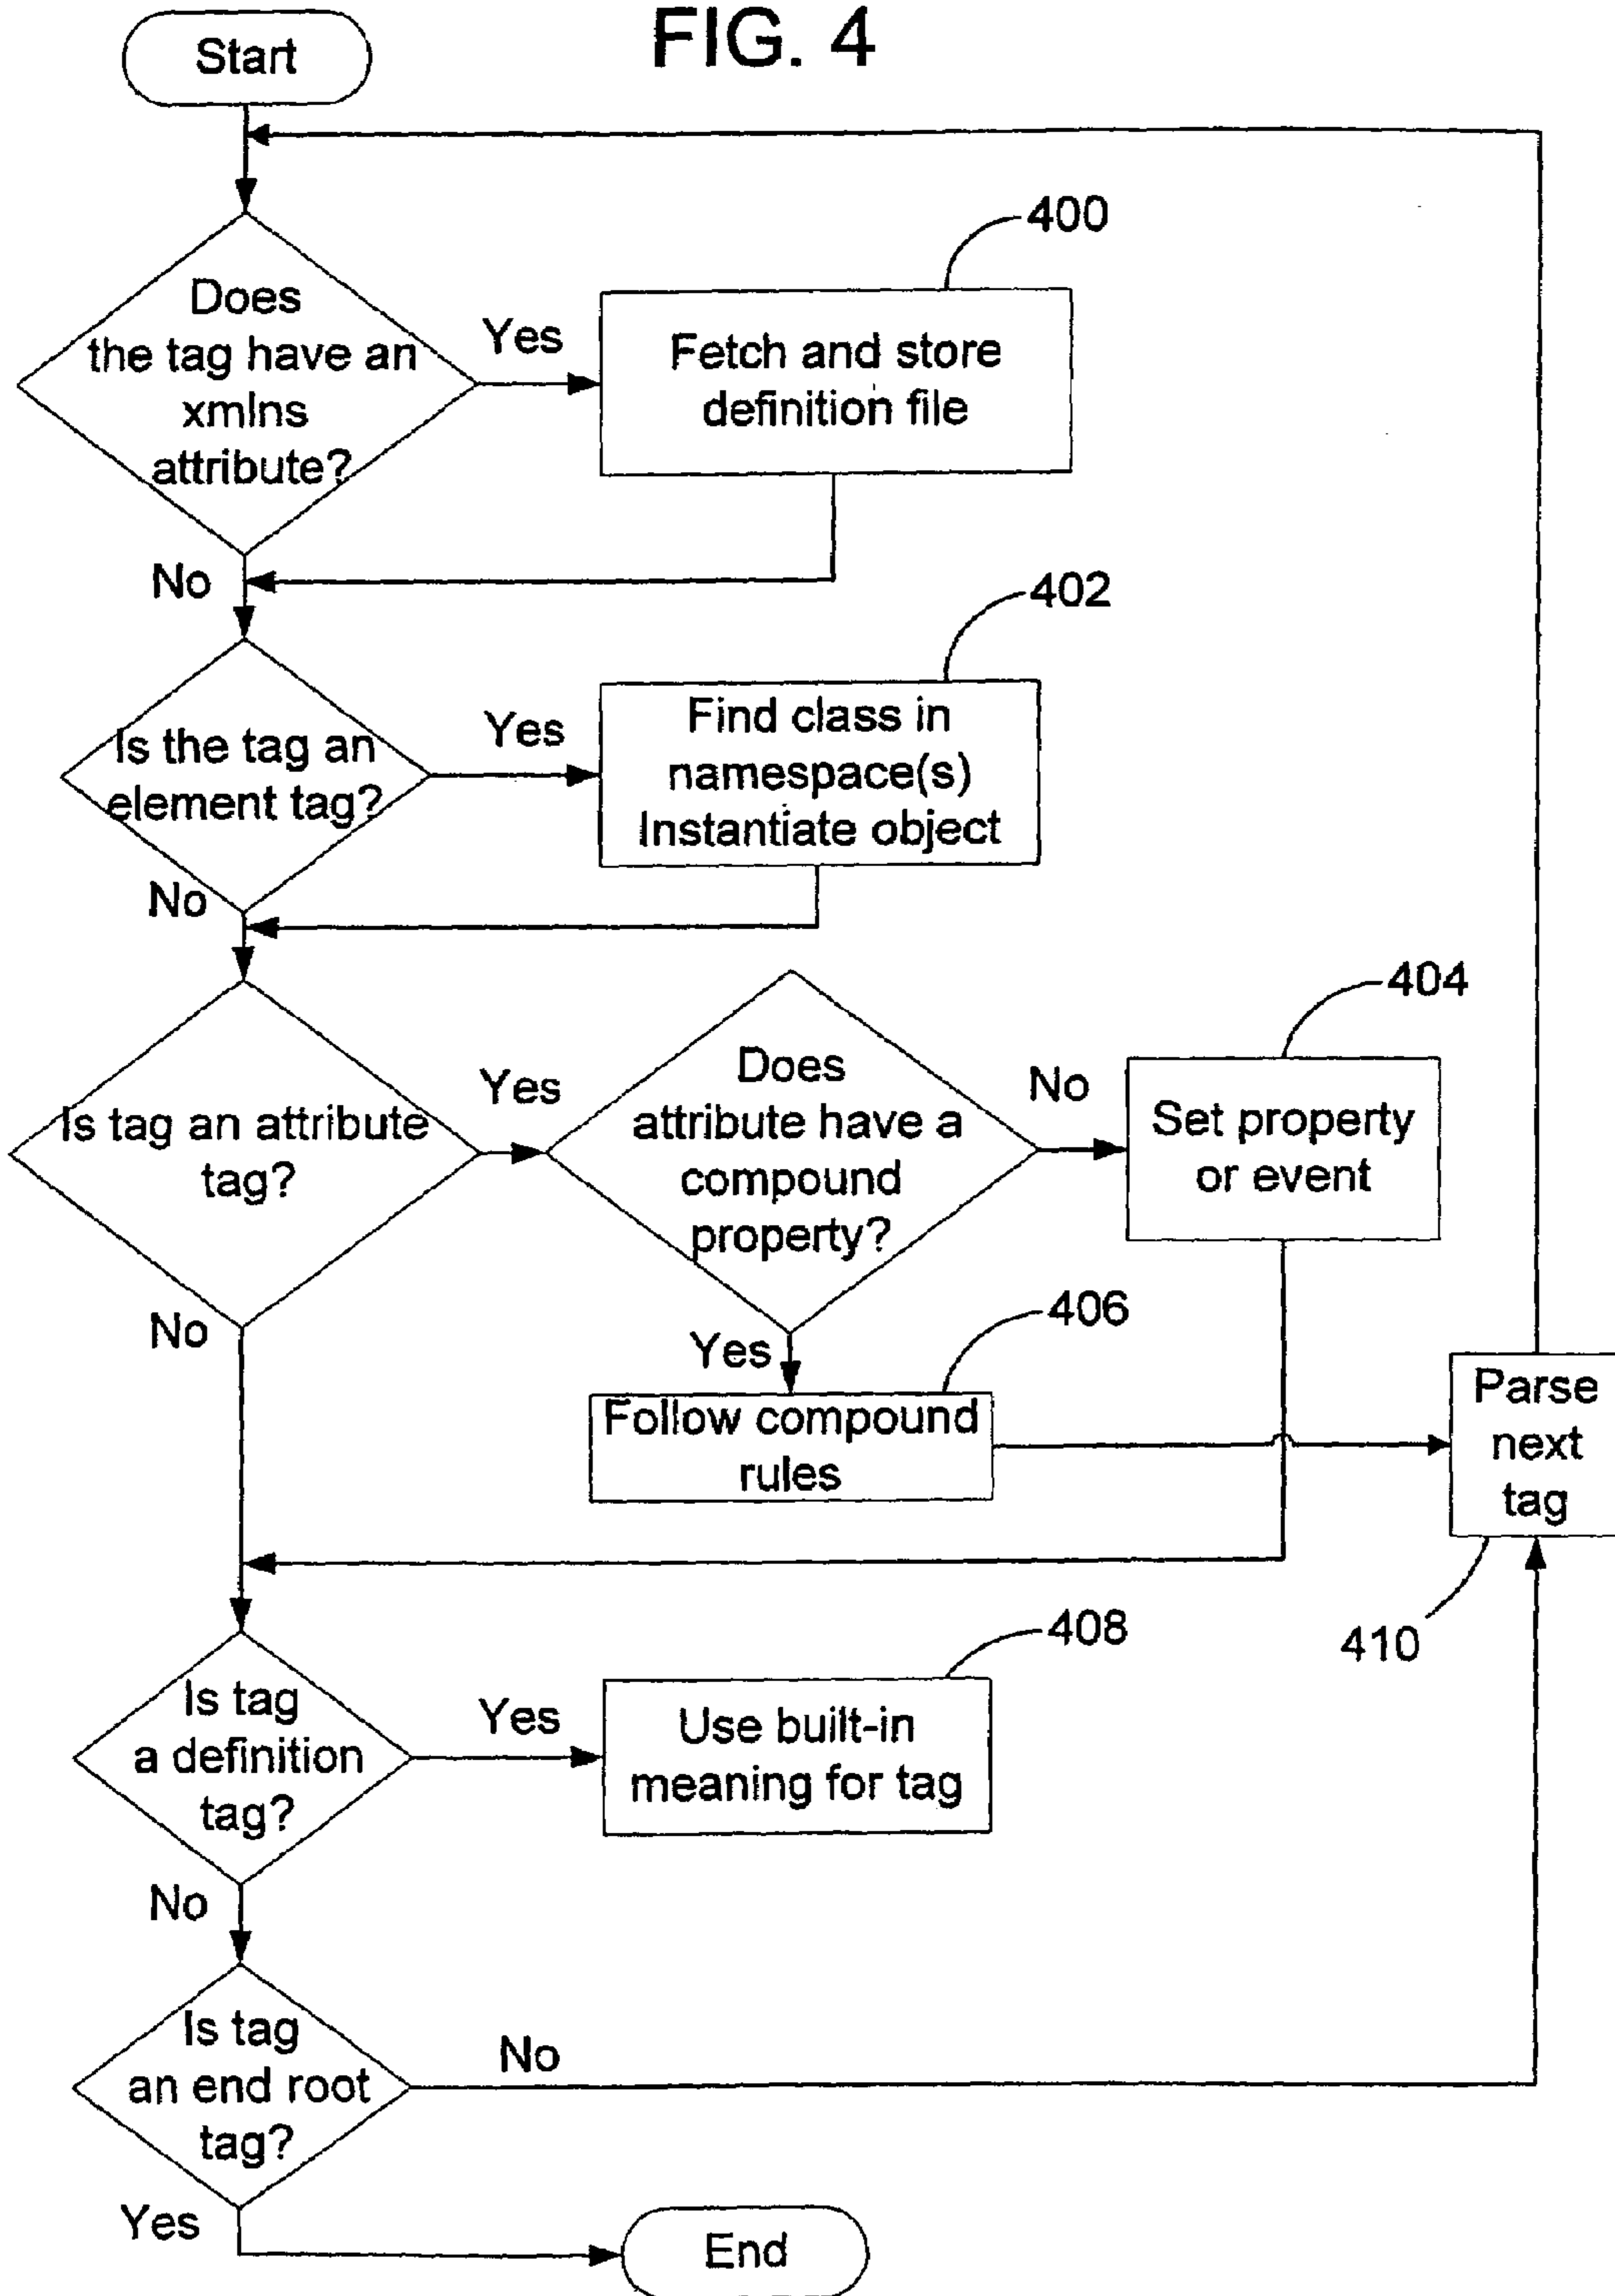 FIG. 4
Start
400
Does
the tag have an
xmlns
attribute?
Yes
Fetch and store
definition file
No
402
Is the tag an
element tag?
Yes
Find class in
namespace(s)
Instantiate object
No
404
Is tag an attribute
tag?
Yes
Does
attribute have a
compound
property?
No
Set property
or event
No
Yes
406
Follow compound
rules
Parse
next
tag
410
408
Is tag
a definition
tag?
Yes
Use built-in
meaning for tag
No
Is tag
an end root
tag?
No
Yes
End